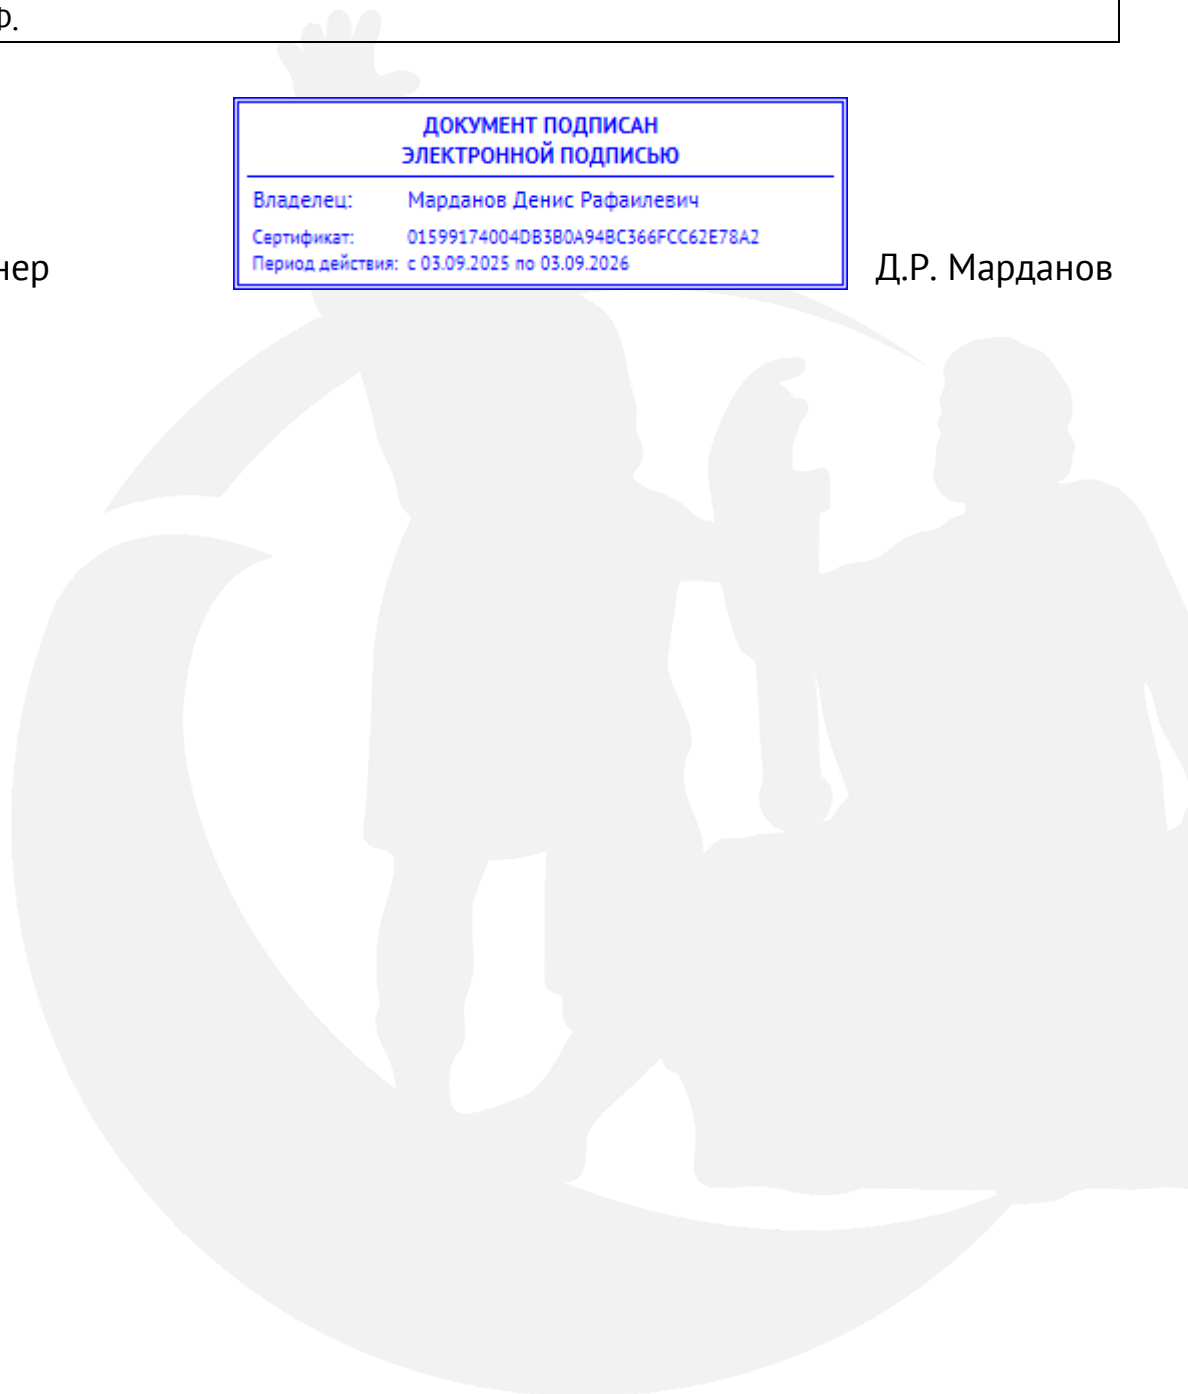 Ф.
ДОКУМЕНТ ПОДПИСАН
ЭЛЕКТРОННОЙ ПОДПИСЬЮ
Владелец: Марданов Денис Рафаилевич
Сертификат: 01599174004DB3B0A94BC366FCC62E78A2
Период действия: с 03.09.2025 по 03.09.2026
нер Д.Р. Марданов